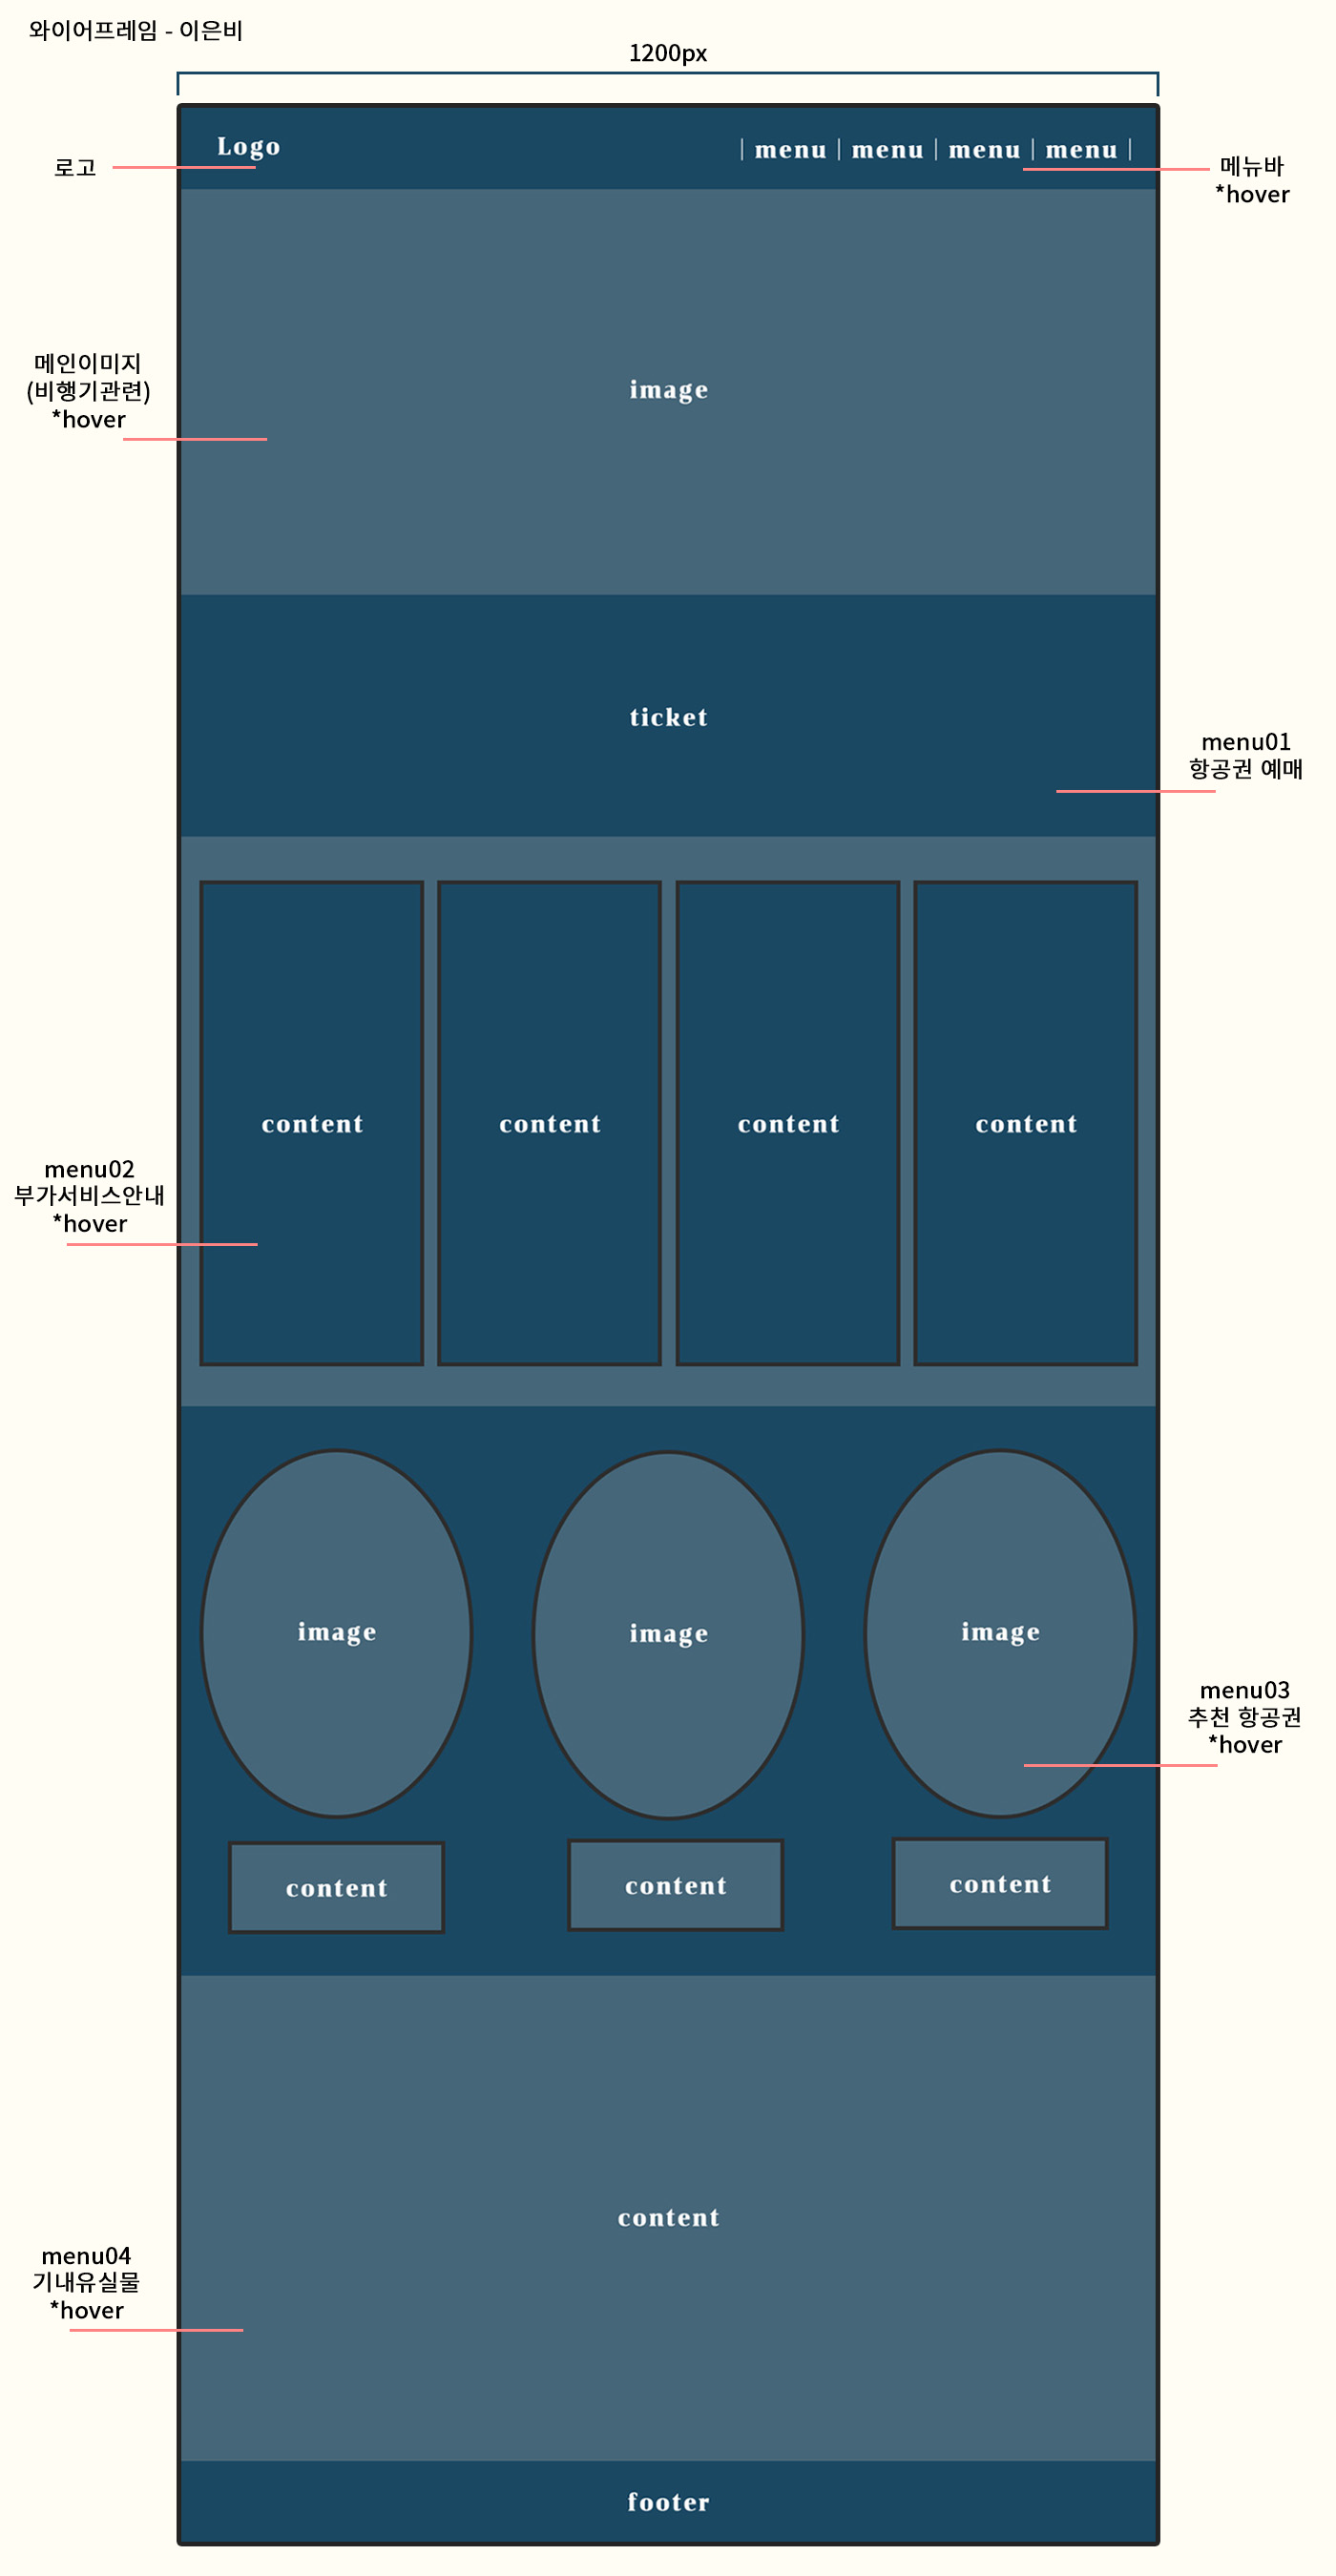 와이어프레임 - 이은비
1200px
Logo
| menu | menu | menu | menu |
로고
메뉴바
*hover
메인이미지
(비행기관련)
*hover
image
ticket
menu01
항공권 예매
content content content content
menu02
부가서비스안내
*hover
image image image
menu03
추천 항공권
*hover
content content content
content
menu04
기내유실물
*hover
footer